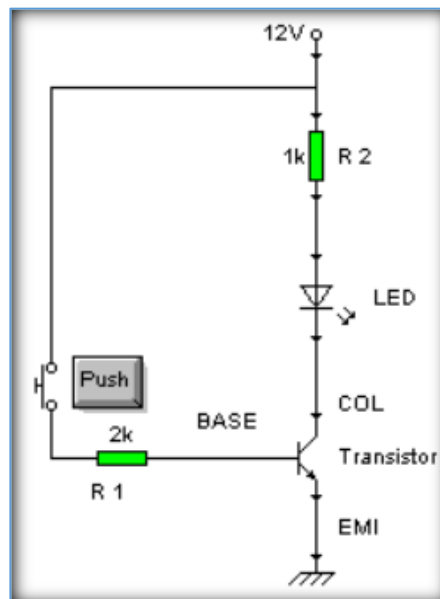 12V
1k R 2
LED
Push
COL
BASE
2k
Transistor
R 1
EMI